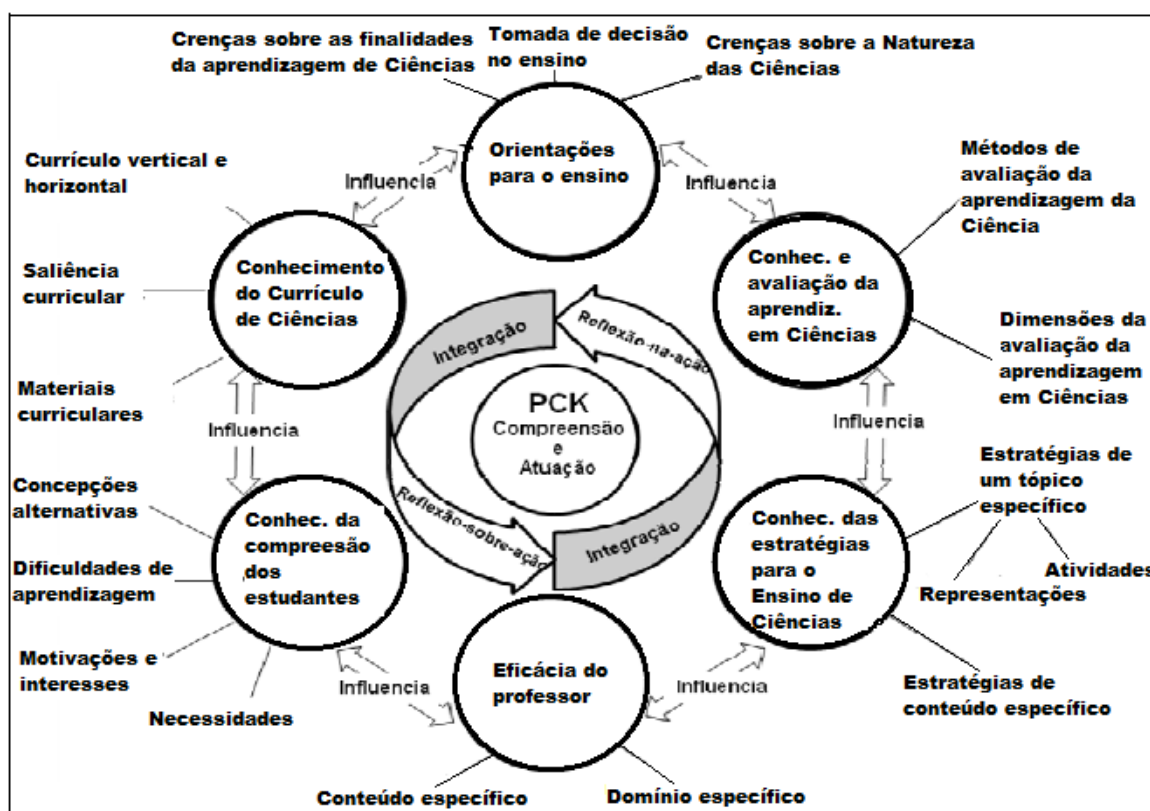 Crenças sobre as finalidades
da aprendizagem de Ciências
Tomada de decisão
no ensino
Crenças sobre a Natureza
das Ciências
Orientações
para o ensino
Influencia
Influencia
Currículo vertical e
horizontal
Saliência
curricular
Materiais
curriculares
Conhecimento
do Currículo
de Ciências
Métodos de
avaliação da
aprendizagem da
Ciência
Conhec. e
avaliação da
aprendiz.
em Ciências
Dimensões da
avaliação da
aprendizagem
em Ciências
Integração
Reflexão-na-ação
PCK
Compreensão
e
Atuação
Reflexão-sobre-ação
Integração
Influencia
Influencia
Concepções
alternativas
Dificuldades de
aprendizagem
Motivações e
interesses
Necessidades
Conhec. da
compreesão
dos
estudantes
Estratégias de
um tópico
específico
Atividades
Representações
Conhec. das
estratégias
para o
Ensino de
Ciências
Estratégias de
conteúdo específico
Influencia
Influencia
Eficácia do
professor
Conteúdo específico
Domínio específico